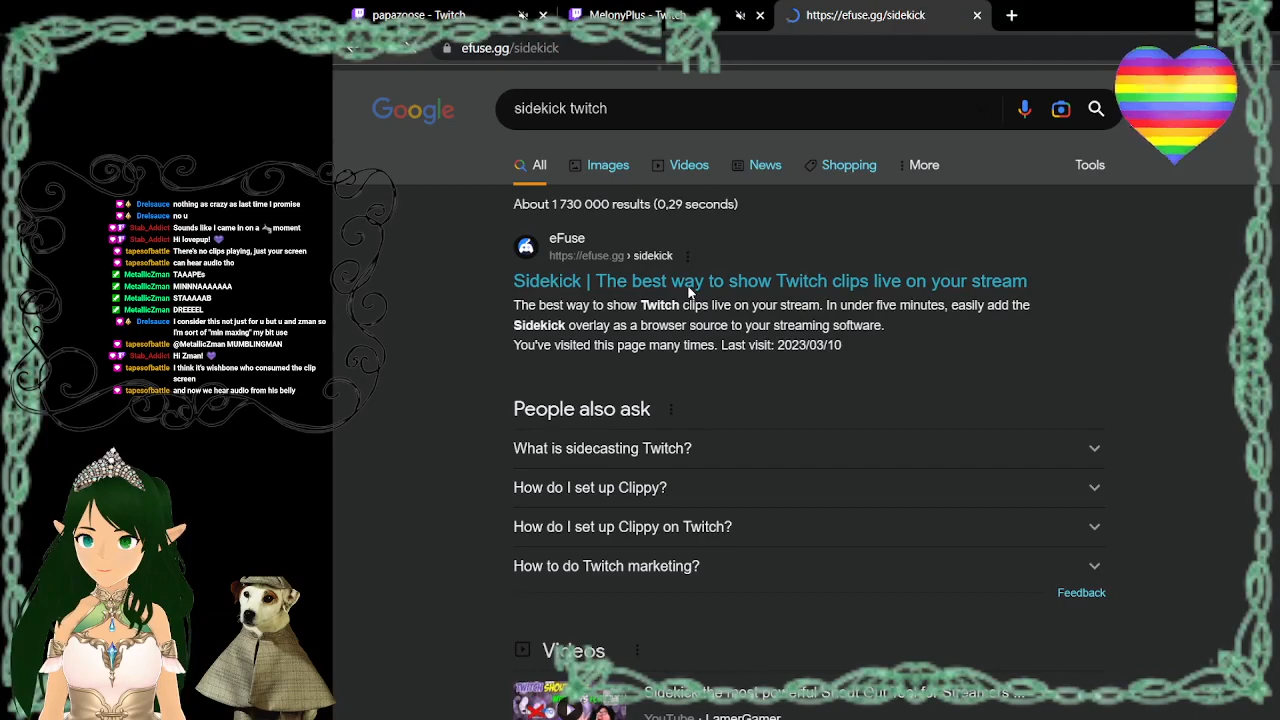 papazoose - Twitch
MelonyPlus - Twitch
https://efuse.gg/sidekick
efuse.gg/sidekick
Google
sidekick twitch
All
Images
Videos
News
Shopping
More
Tools
About 1 730 000 results (0,29 seconds)
eFuse
https://efuse.gg › sidekick
Sidekick | The best way to show Twitch clips live on your stream
The best way to show Twitch clips live on your stream. In under five minutes, easily add the
Sidekick overlay as a browser source to your streaming software.
You've visited this page many times. Last visit: 2023/03/10
People also ask
What is sidecasting Twitch?
How do I set up Clippy?
How do I set up Clippy on Twitch?
How to do Twitch marketing?
Feedback
Videos
Sidekick the most powerful Shout Out Tool for Streamers ...
YouTube · LamerGamer
Drelsauce nothing as crazy as last time I promise
Drelsauce no u
Stab_Addict Sounds like I came in on a moment
Stab_Addict Hi lovepup!
tapesofbattle There's no clips playing, just your screen
tapesofbattle can hear audio tho
MetallicZman TAAAPEs
MetallicZman MINNNAAAAAAA
MetallicZman STAAAAAB
MetallicZman DREEEEL
Drelsauce I consider this not just for u but u and zman so
I'm sort of "min maxing" my bit use
tapesofbattle @MetallicZman MUMBLINGMAN
Stab_Addict Hi Zman!
tapesofbattle I think it's wishbone who consumed the clip
screen
tapesofbattle and now we hear audio from his belly